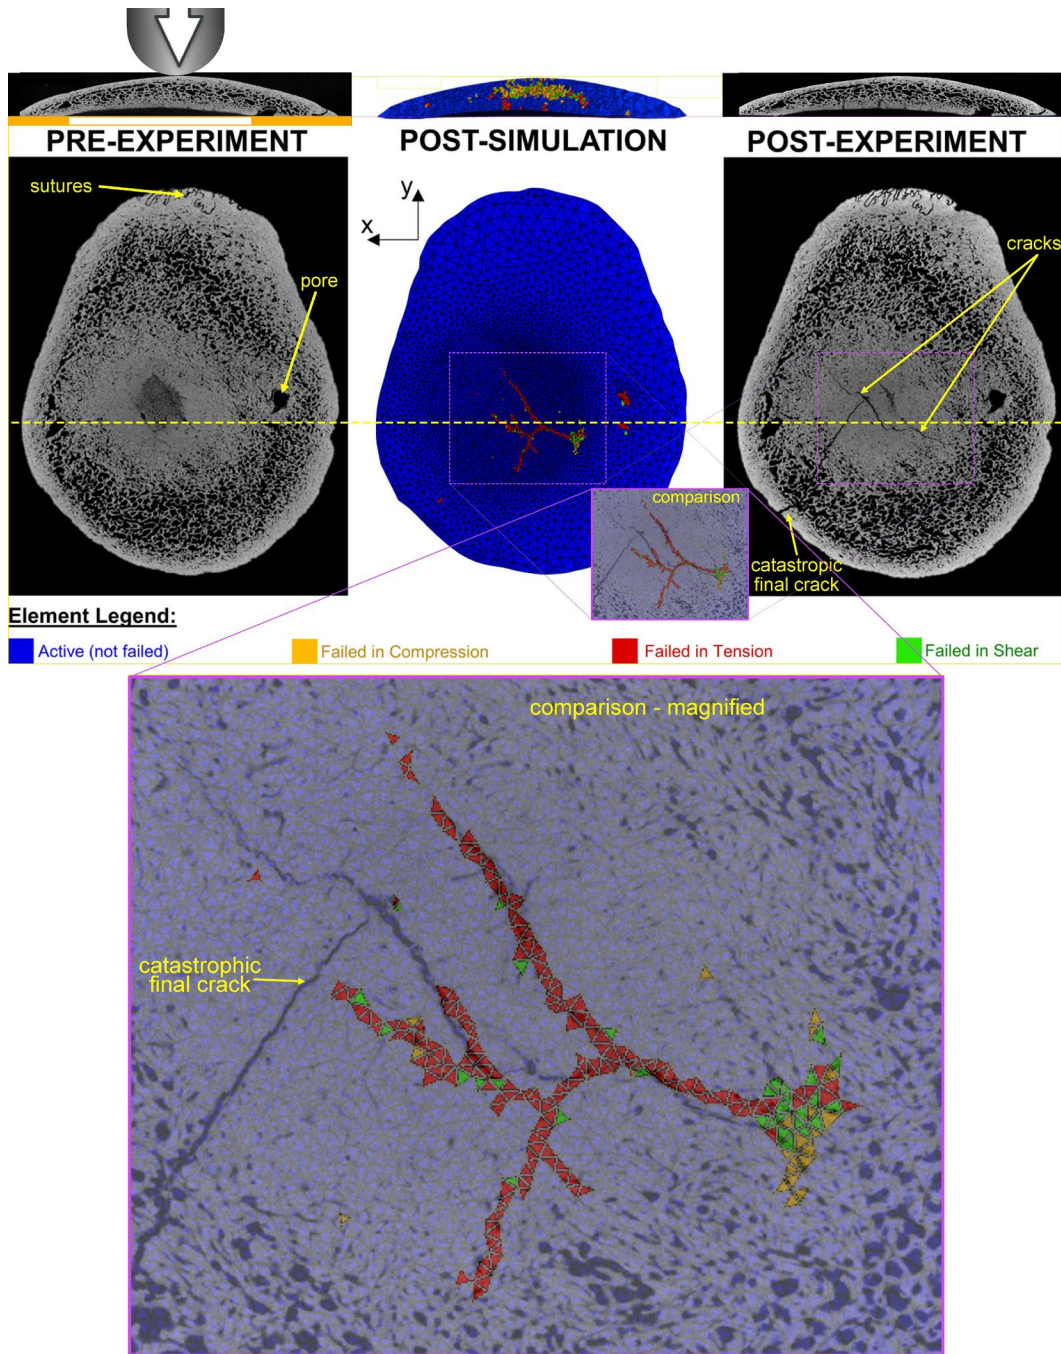 PRE-EXPERIMENT
POST-SIMULATION
POST-EXPERIMENT
sutures
y
x
cracks
pore
comparison
catastropic
final crack
Element Legend:
Active (not failed)
Failed in Compression
Failed in Tension
Failed in Shear
comparison - magnified
catastrophic
final crack